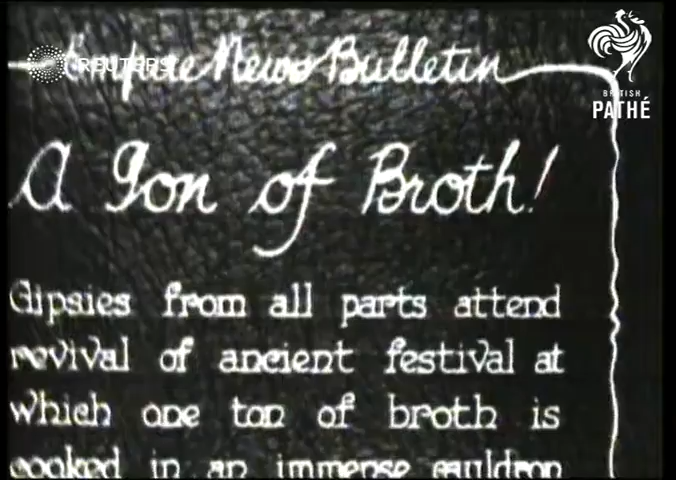 Empire News Bulletin
REUTERS
BRITISH
PATHÉ
A Ton of Broth!
Gipsies from all parts attend
revival of ancient festival at
which one ton of broth is
cooked in an immense cauldron